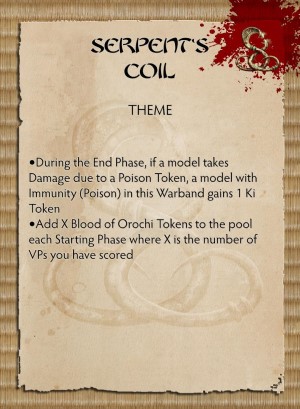 SERPENT'S
COIL
THEME
•During the End Phase, if a model takes
Damage due to a Poison Token, a model with
Immunity (Poison) in this Warband gains 1 Ki
Token
•Add X Blood of Orochi Tokens to the pool
each Starting Phase where X is the number of
VPs you have scored